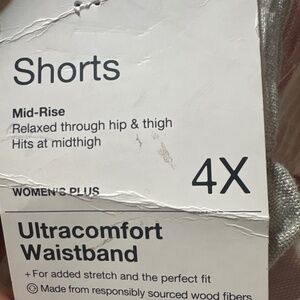 Shorts
Mid-Rise
Relaxed through hip & thigh
Hits at midthigh
4X
WOMEN'S PLUS
Ultracomfort
Waistband
+ For added stretch and the perfect fit
Made from responsibly sourced wood fibers